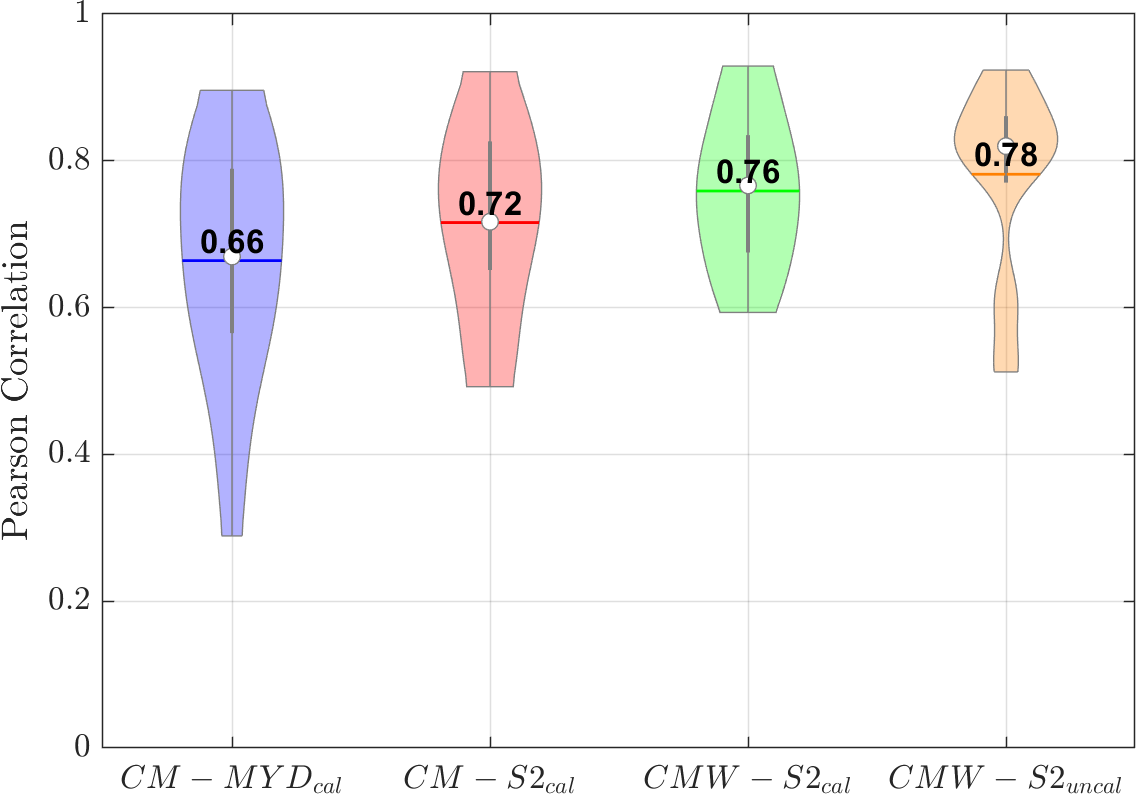 Pearson Correlation
1
0.8
0.6
0.4
0.2
0
0.66
0.72
0.76
0.78
CM − MYD_cal
CM − S2_cal
CMW − S2_cal
CMW − S2_uncal